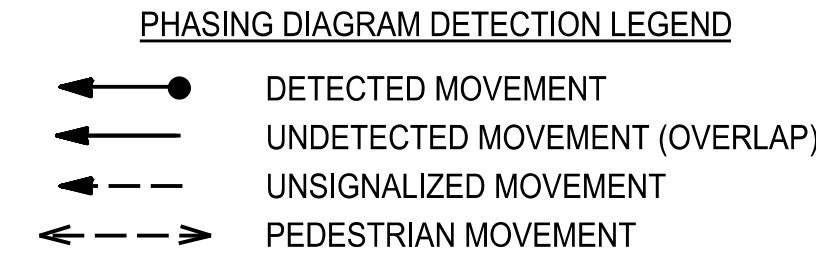 PHASING DIAGRAM DETECTION LEGEND
DETECTED MOVEMENT
UNDETECTED MOVEMENT (OVERLAP)
UNSIGNALIZED MOVEMENT
PEDESTRIAN MOVEMENT